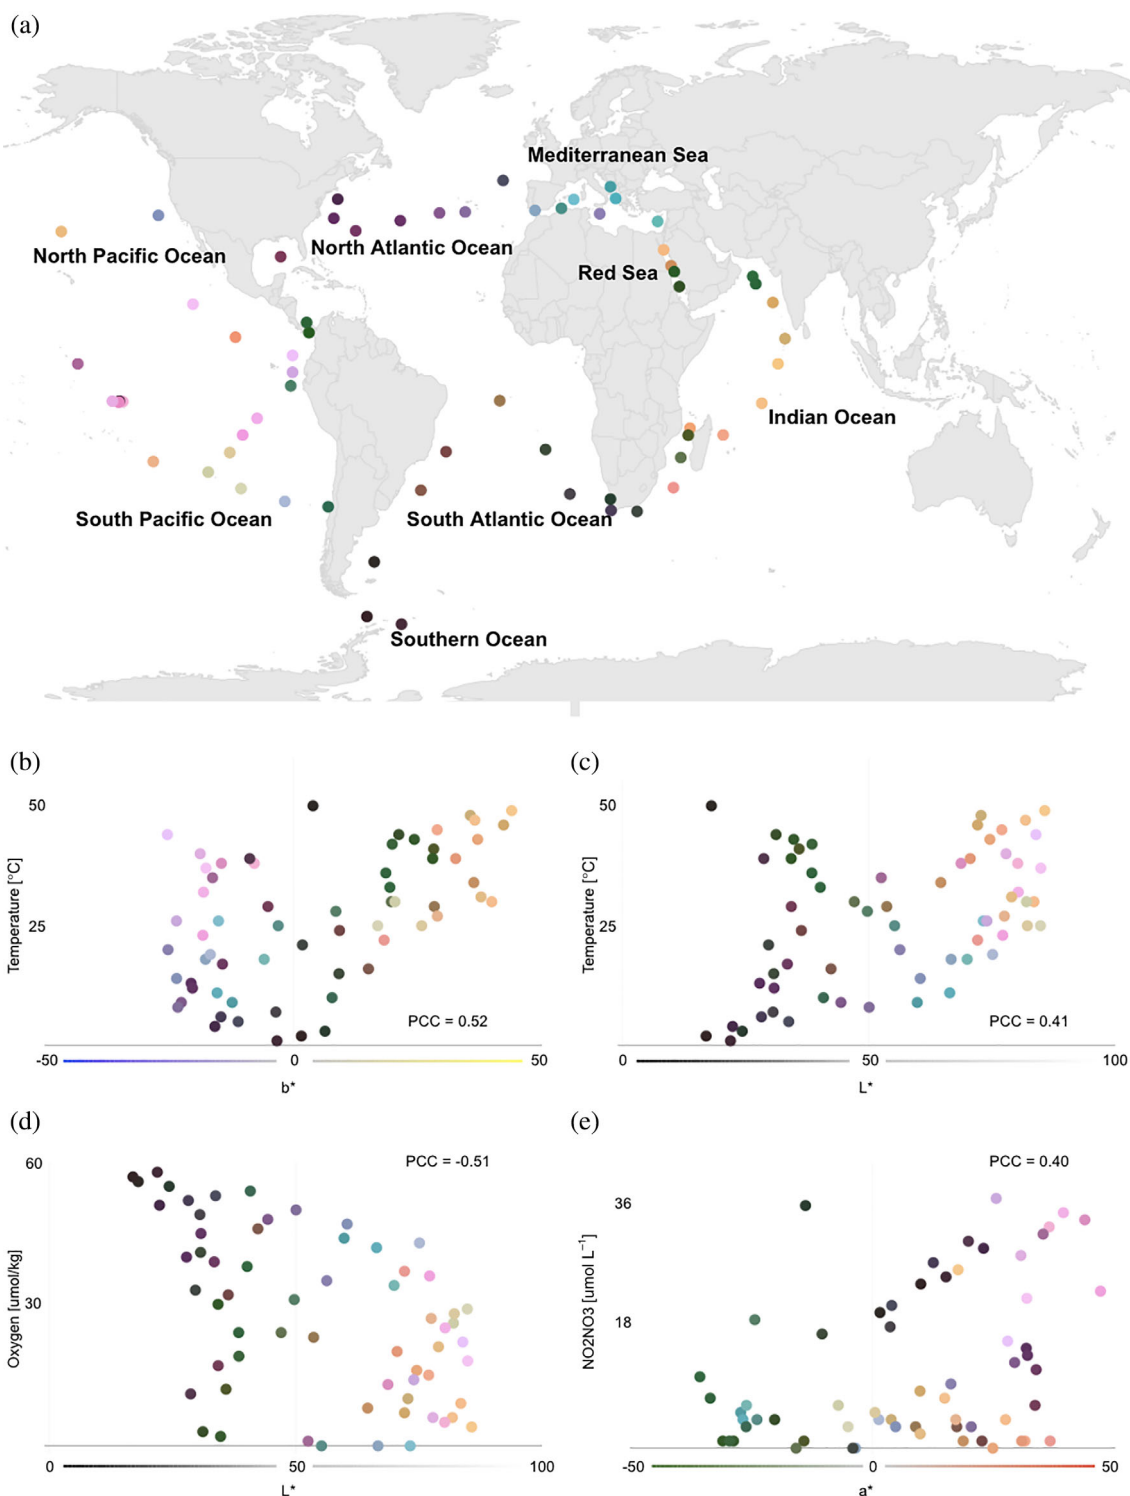 (a)
Mediterranean Sea
North Pacific Ocean
North Atlantic Ocean
Red Sea
Indian Ocean
South Pacific Ocean
South Atlantic Ocean
Southern Ocean
(b)
50
25
Temperature [°C]
PCC = 0.52
-50 0 50
b*
(c)
50
25
Temperature [°C]
PCC = 0.41
0 50 100
L*
(d)
60
30
Oxygen [umol/kg]
PCC = -0.51
0 50 100
L*
(e)
36
18
NO2NO3 [umol L⁻¹]
PCC = 0.40
-50 0 50
a*